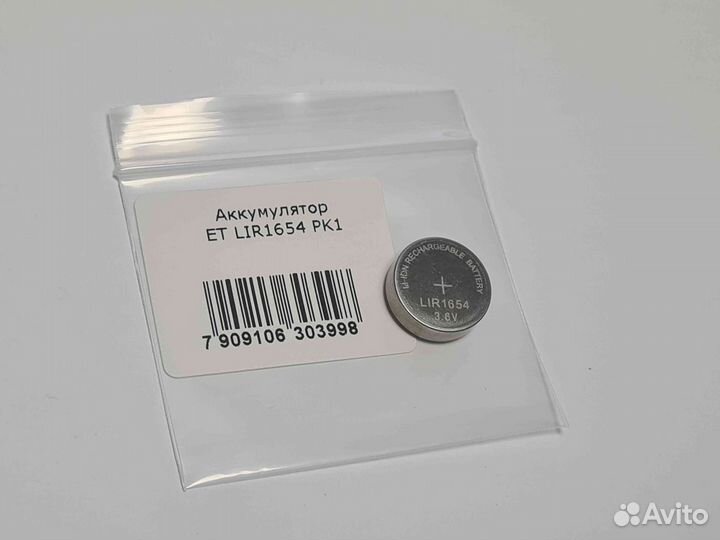 Аккумулятор
ET LIR1654 PK1
7 909106 303998
LI-ION RECHARGEABLE BATTERY
+
LIR1654
3.6V
Avito